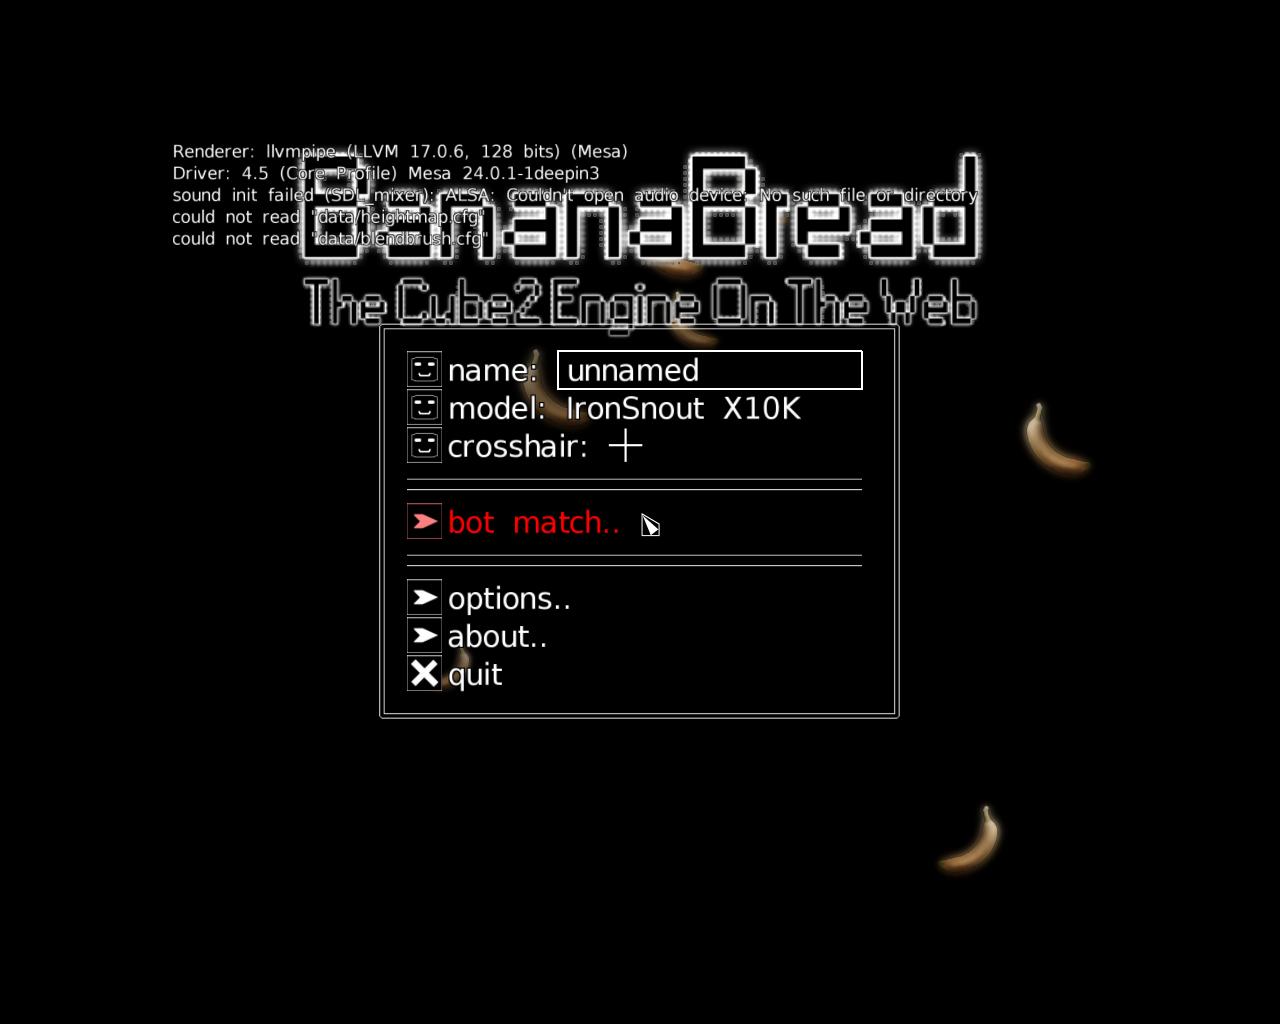 Renderer: llvmpipe (LLVM 17.0.6, 128 bits) (Mesa)
Driver: 4.5 (Core Profile) Mesa 24.0.1-1deepin3
sound init failed (SDL_mixer): ALSA: Couldn't open audio device: No such file or directory
could not read "data/heightmap.cfg"
could not read "data/blendbrush.cfg"
BananaBread
The Cube2 Engine On The Web
name: unnamed
model: IronSnout X10K
crosshair:
bot match..
options..
about..
quit